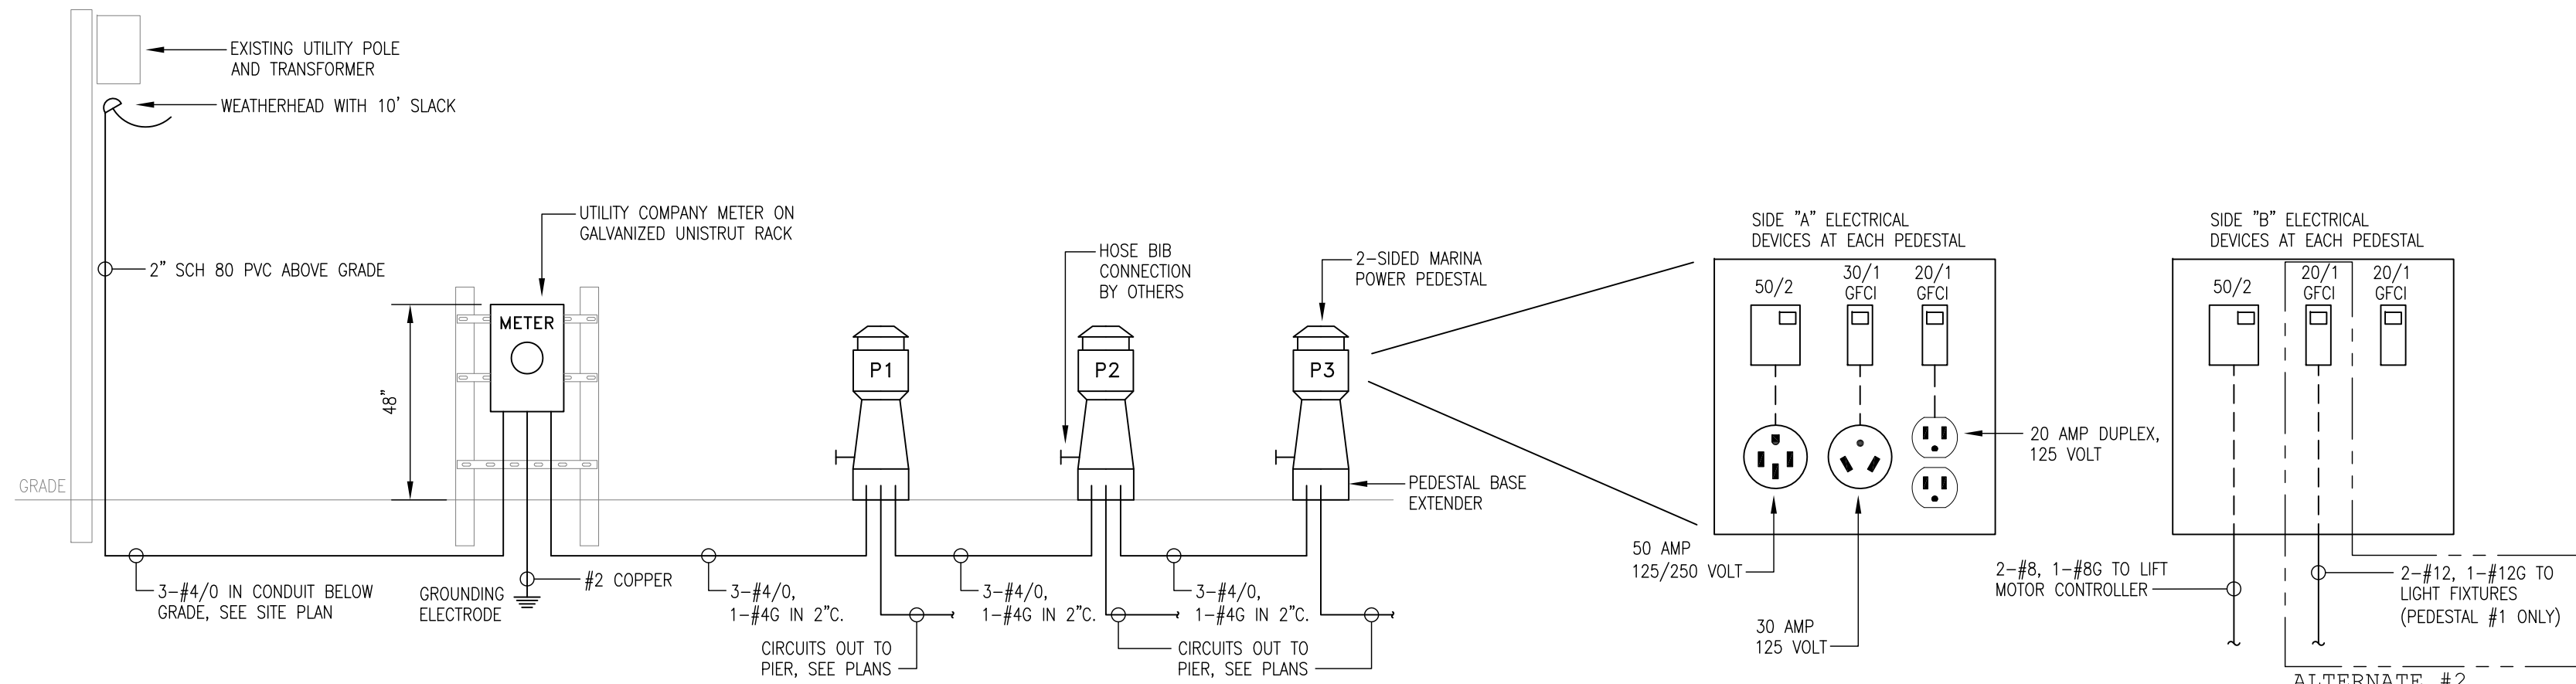 EXISTING UTILITY POLE
AND TRANSFORMER
WEATHERHEAD WITH 10' SLACK
UTILITY COMPANY METER ON
GALVANIZED UNISTRUT RACK
2" SCH 80 PVC ABOVE GRADE
METER
48"
GRADE
3-#4/0 IN CONDUIT BELOW
GRADE, SEE SITE PLAN
GROUNDING
ELECTRODE
#2 COPPER
3-#4/0,
1-#4G IN 2"C.
P1
CIRCUITS OUT TO
PIER, SEE PLANS
3-#4/0,
1-#4G IN 2"C.
HOSE BIB
CONNECTION
BY OTHERS
P2
3-#4/0,
1-#4G IN 2"C.
CIRCUITS OUT TO
PIER, SEE PLANS
2-SIDED MARINA
POWER PEDESTAL
P3
PEDESTAL BASE
EXTENDER
SIDE "A" ELECTRICAL
DEVICES AT EACH PEDESTAL
50/2
30/1
GFCI
20/1
GFCI
20 AMP DUPLEX,
125 VOLT
50 AMP
125/250 VOLT
30 AMP
125 VOLT
SIDE "B" ELECTRICAL
DEVICES AT EACH PEDESTAL
50/2
20/1
GFCI
20/1
GFCI
2-#8, 1-#8G TO LIFT
MOTOR CONTROLLER
2-#12, 1-#12G TO
LIGHT FIXTURES
(PEDESTAL #1 ONLY)
ALTERNATE #2